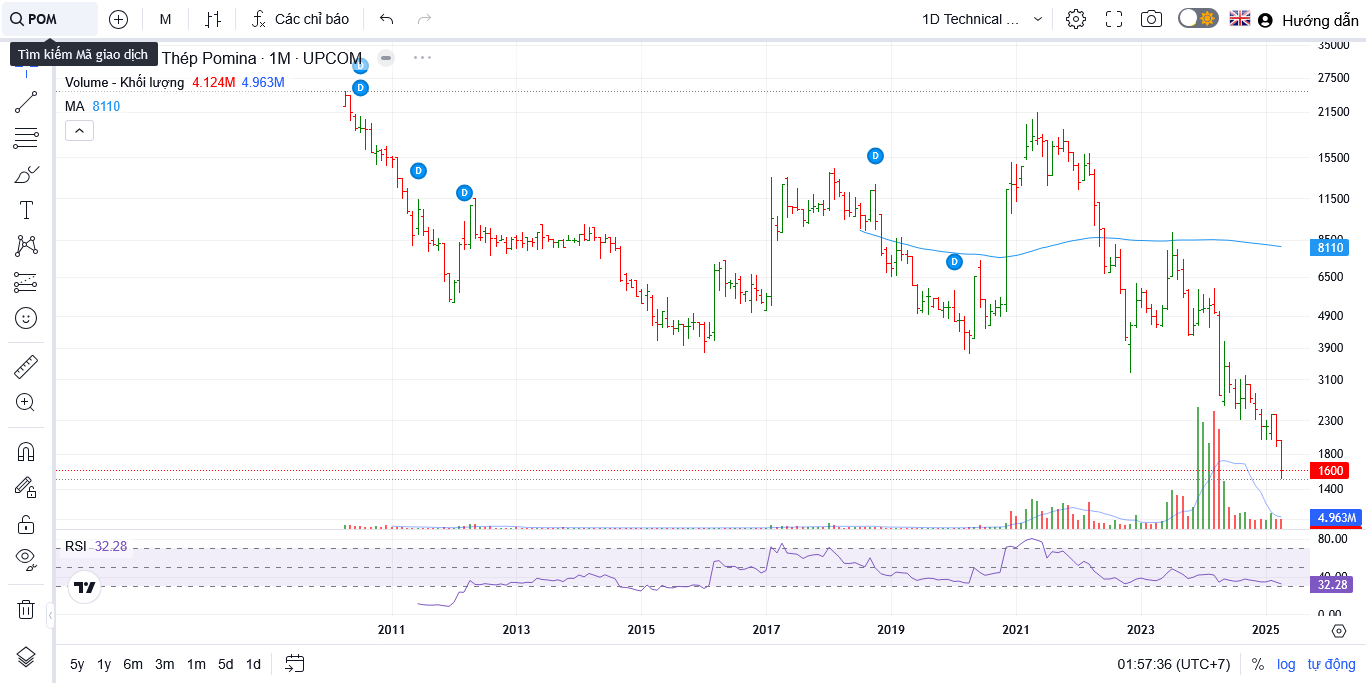 POM
M
Các chỉ báo
1D Technical ...
Hướng dẫn
Tìm kiếm Mã giao dịch
Thép Pomina · 1M · UPCOM
Volume - Khối lượng 4.124M 4.963M
MA 8110
D
D
D
D
D
D
35000
27500
21500
15500
11500
8500
8110
6500
4900
3900
3100
2300
1800
1600
1400
4.963M
RSI 32.28
80.00
40.00
32.28
0.00
2011 2013 2015 2017 2019 2021 2023 2025
5y 1y 6m 3m 1m 5d 1d
01:57:36 (UTC+7) % log tự động